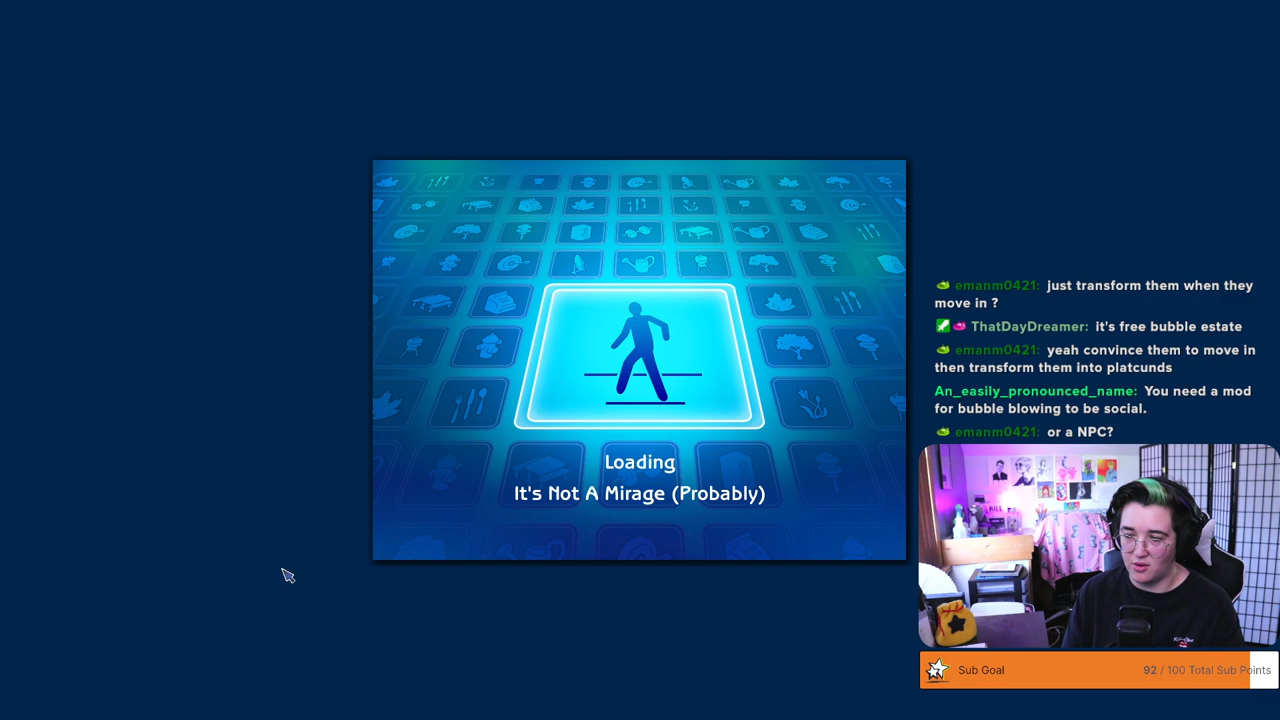 Loading
It's Not A Mirage (Probably)
emanm0421: just transform them when they
move in ?
ThatDayDreamer: it's free bubble estate
emanm0421: yeah convince them to move in
then transform them into platcunds
An_easily_pronounced_name: You need a mod
for bubble blowing to be social.
emanm0421: or a NPC?
Sub Goal
92 / 100 Total Sub Points